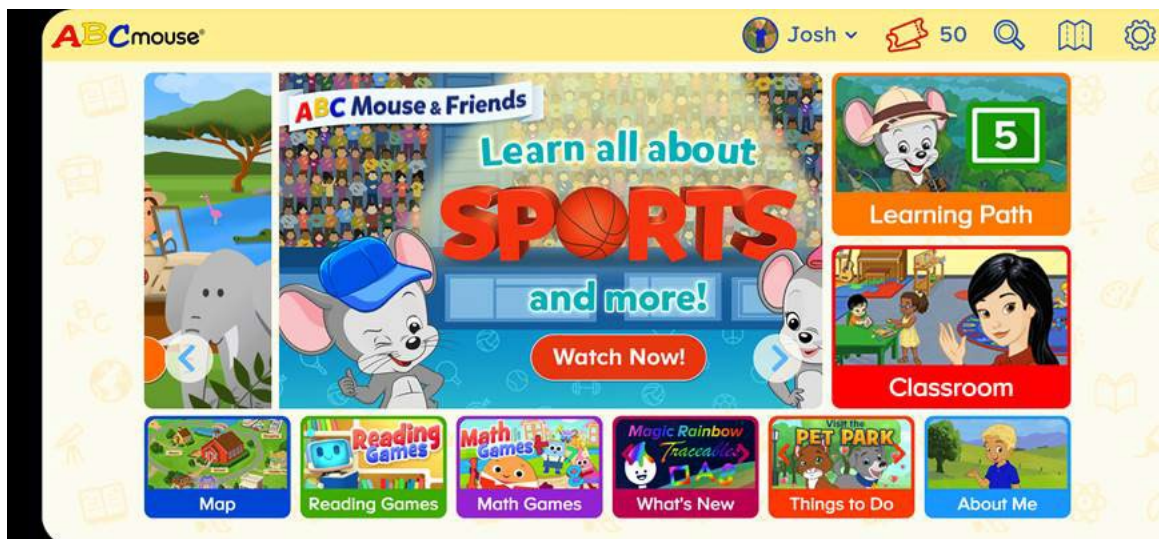 ABCmouse®
Josh
50
ABC Mouse & Friends
Learn all about
SPORTS
and more!
Watch Now!
5
Learning Path
Classroom
Map
Reading
Games
Reading Games
Math
Games
Math Games
Magic Rainbow
Traceables
What's New
Visit the
PET PARK
Things to Do
About Me